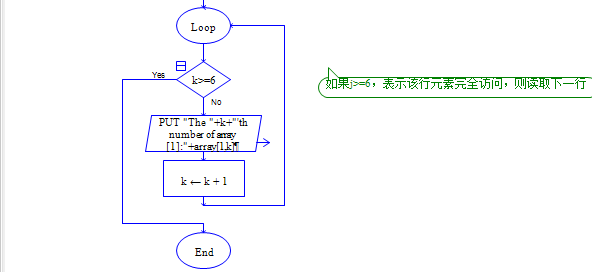 Loop
Yes
k>=6
如果j>=6，表示该行元素完全访问，则读取下一行
No
PUT "The "+k+"'th
number of array
[1]:"+array[1,k]¶
k ← k + 1
End